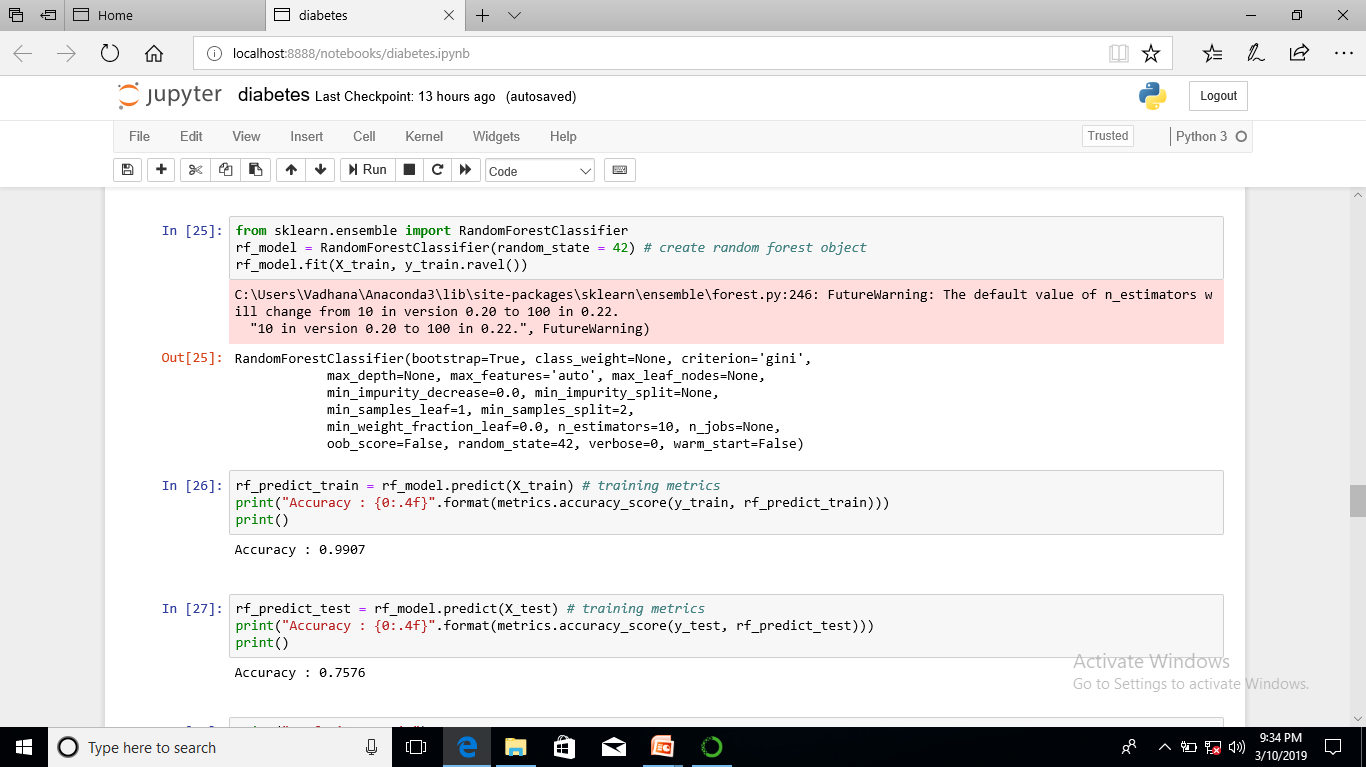 Home
diabetes
localhost:8888/notebooks/diabetes.ipynb
jupyter diabetes Last Checkpoint: 13 hours ago (autosaved)
Logout
File Edit View Insert Cell Kernel Widgets Help
Trusted
Python 3
Run
Code
In [25]: from sklearn.ensemble import RandomForestClassifier
rf_model = RandomForestClassifier(random_state = 42) # create random forest object
rf_model.fit(X_train, y_train.ravel())
C:\Users\Vadhana\Anaconda3\lib\site-packages\sklearn\ensemble\forest.py:246: FutureWarning: The default value of n_estimators w
ill change from 10 in version 0.20 to 100 in 0.22.
"10 in version 0.20 to 100 in 0.22.", FutureWarning)
Out[25]: RandomForestClassifier(bootstrap=True, class_weight=None, criterion='gini',
max_depth=None, max_features='auto', max_leaf_nodes=None,
min_impurity_decrease=0.0, min_impurity_split=None,
min_samples_leaf=1, min_samples_split=2,
min_weight_fraction_leaf=0.0, n_estimators=10, n_jobs=None,
oob_score=False, random_state=42, verbose=0, warm_start=False)
In [26]: rf_predict_train = rf_model.predict(X_train) # training metrics
print("Accuracy : {0:.4f}".format(metrics.accuracy_score(y_train, rf_predict_train)))
print()
Accuracy : 0.9907
In [27]: rf_predict_test = rf_model.predict(X_test) # training metrics
print("Accuracy : {0:.4f}".format(metrics.accuracy_score(y_test, rf_predict_test)))
print()
Accuracy : 0.7576
Activate Windows
Go to Settings to activate Windows.
Type here to search
9:34 PM
3/10/2019